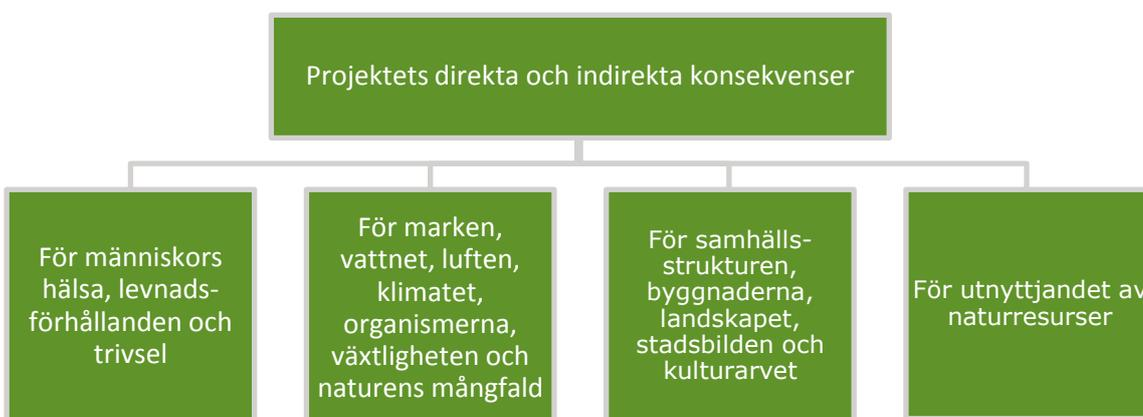 Projektets direkta och indirekta konsekvenser
För människors
hälsa, levnads-
förhållanden och
trivsel
För marken,
vattnet, luften,
klimatet,
organismerna,
växtligheten och
naturens mångfald
För samhälls-
strukturen,
byggnaderna,
landskapet,
stadsbilden och
kulturarvet
För utnyttjandet av
naturresurser